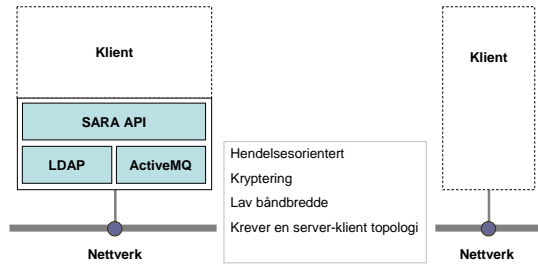 Klient
SARA API
LDAP
ActiveMQ
Nettverk
Hendelsesorientert
Kryptering
Lav båndbredde
Krever en server-klient topologi
Klient
Nettverk